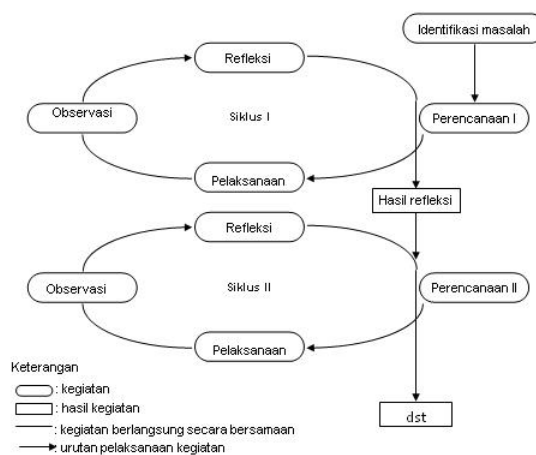 Identifikasi masalah
Refleksi
Observasi
Siklus I
Perencanaan I
Pelaksanaan
Hasil refleksi
Refleksi
Observasi
Siklus II
Perencanaan II
Pelaksanaan
Keterangan
: kegiatan
: hasil kegiatan
: kegiatan berlangsung secara bersamaan
: urutan pelaksanaan kegiatan
dst